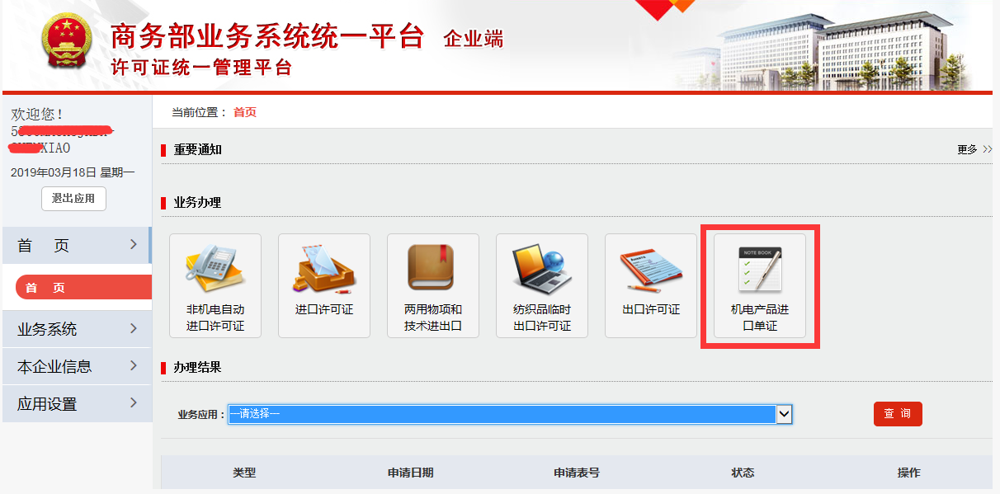 商务部业务系统统一平台 企业端
许可证统一管理平台
欢迎您!
XIAO
2019年03月18日 星期一
退出应用
首 页
首 页
业务系统
本企业信息
应用设置
当前位置： 首页
重要通知
更多 >>
业务办理
非机电自动
进口许可证
进口许可证
两用物项和
技术进出口
纺织品临时
出口许可证
出口许可证
NOTE BOOK
机电产品进
口单证
办理结果
业务应用：
—请选择—
查 询
类型 申请日期 申请表号 状态 操作